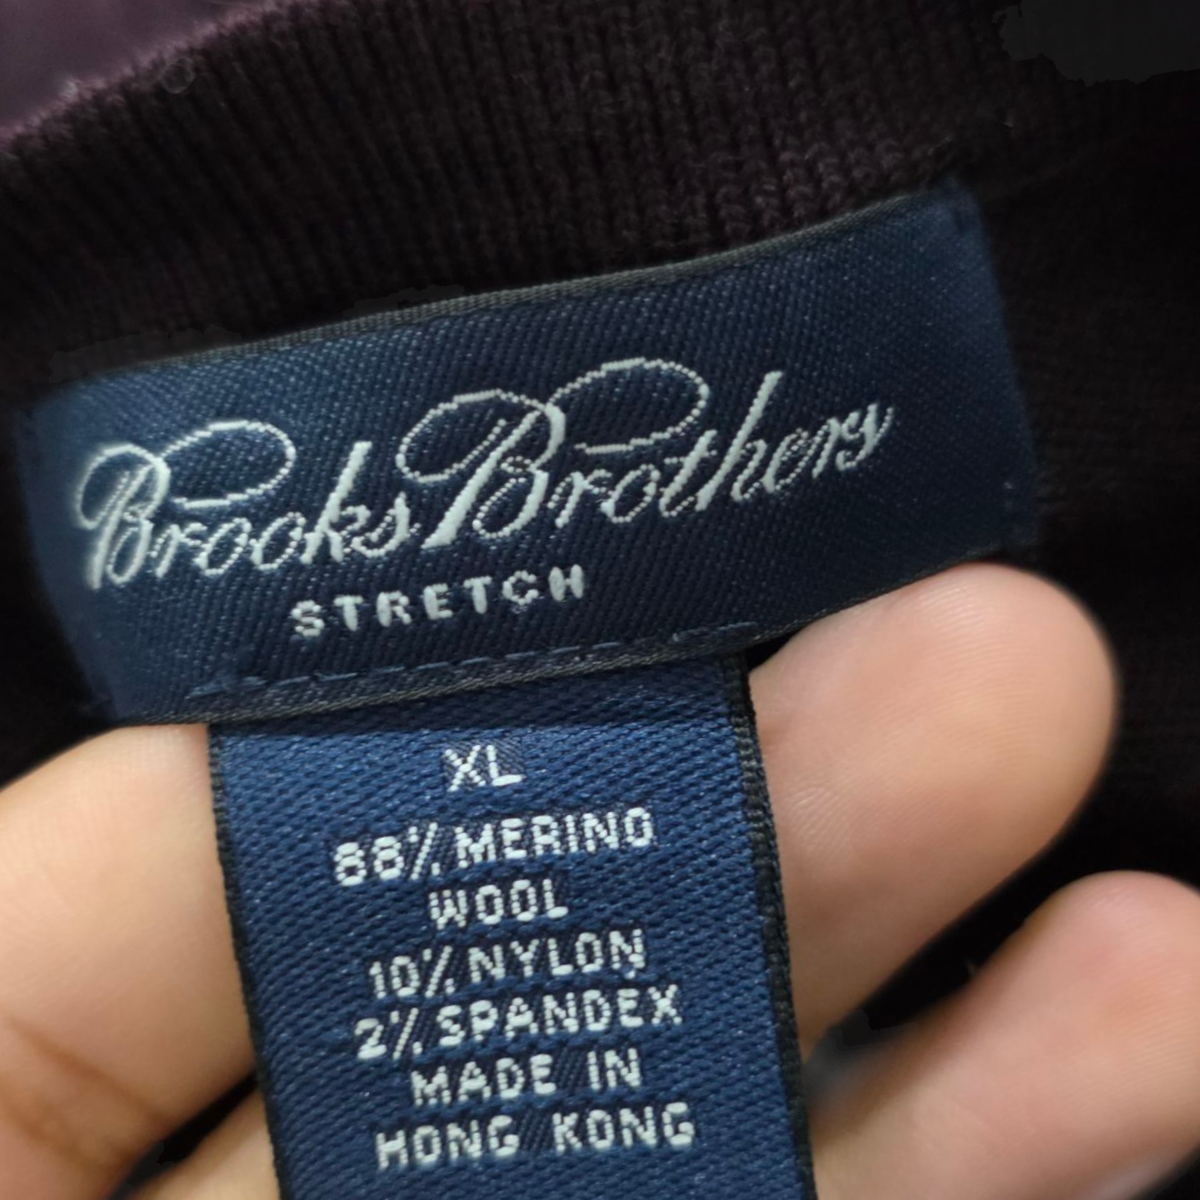 Brooks Brothers
STRETCH
XL
88% MERINO
WOOL
10% NYLON
2% SPANDEX
MADE IN
HONG KONG